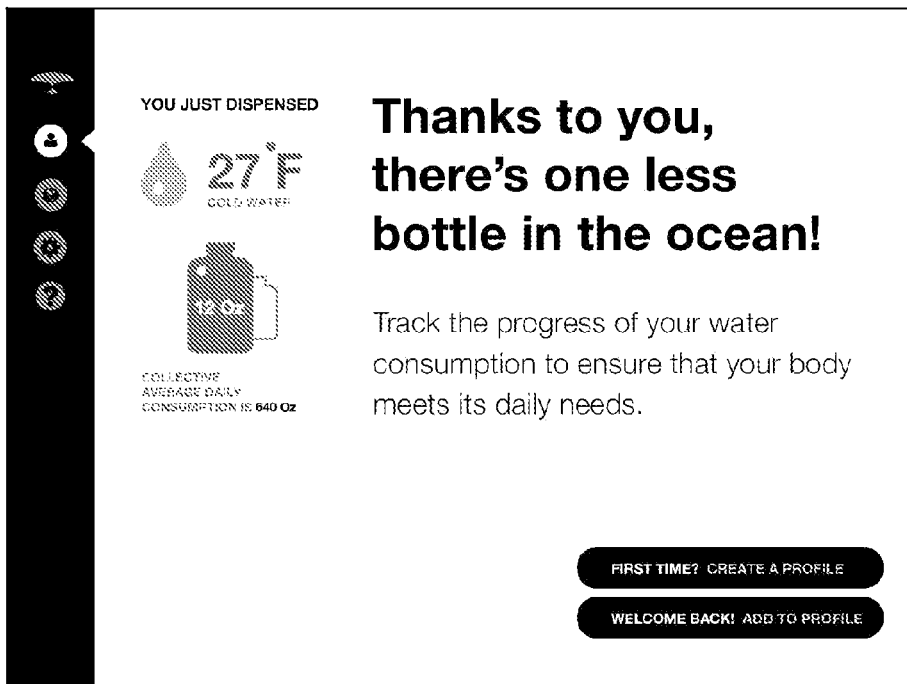 YOU JUST DISPENSED
27°F
COLD WATER
12 Oz
COLLECTIVE
AVERAGE DAILY
CONSUMPTION IS 640 Oz
Thanks to you,
there's one less
bottle in the ocean!
Track the progress of your water
consumption to ensure that your body
meets its daily needs.
FIRST TIME? CREATE A PROFILE
WELCOME BACK! ADD TO PROFILE
?